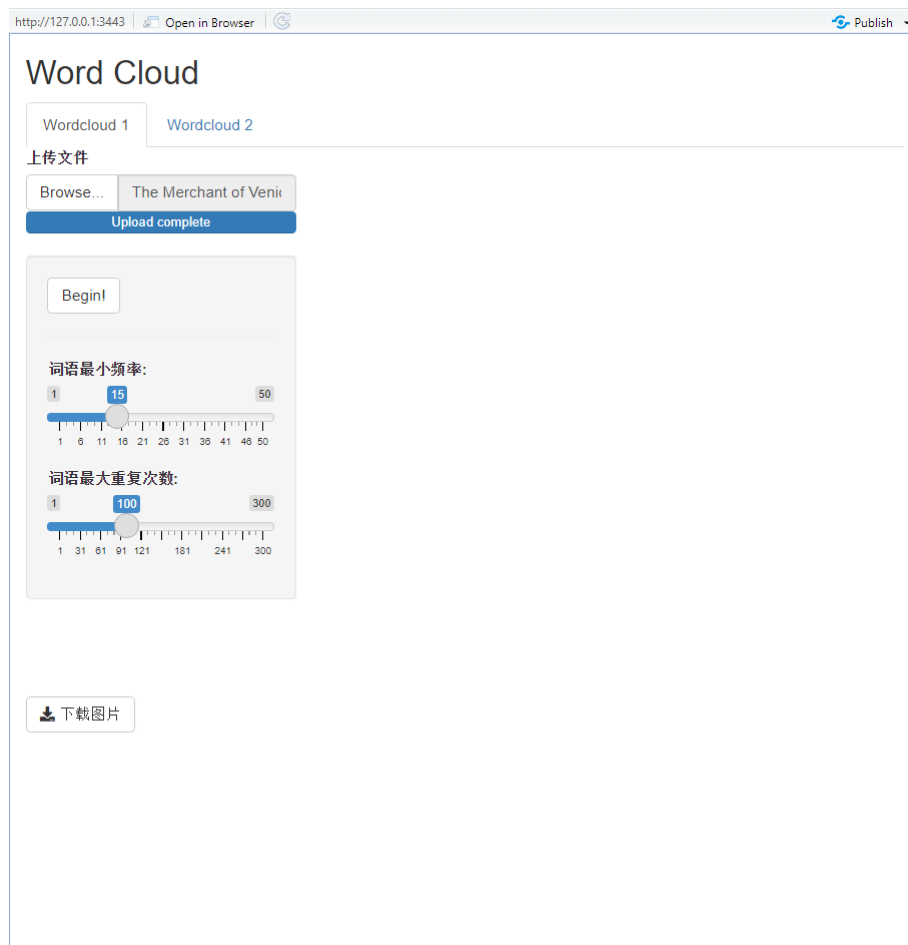 http://127.0.0.1:3443 Open in Browser Publish
Word Cloud
Wordcloud 1 Wordcloud 2
上传文件
Browse... The Merchant of Venic
Upload complete
Begin!
词语最小频率:
1 15 50
1 6 11 16 21 26 31 36 41 46 50
词语最大重复次数:
1 100 300
1 31 61 91 121 181 241 300
下载图片